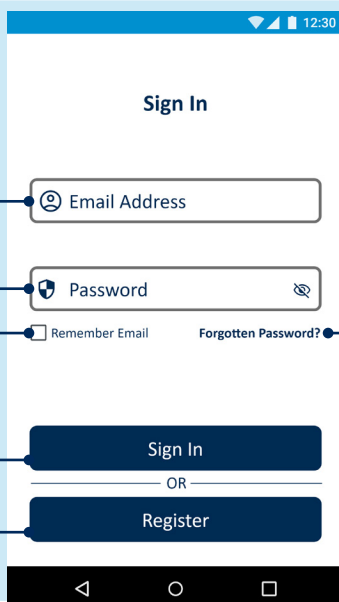 12:30
Sign In
Email Address
Password
Remember Email Forgotten Password?
Sign In
OR
Register